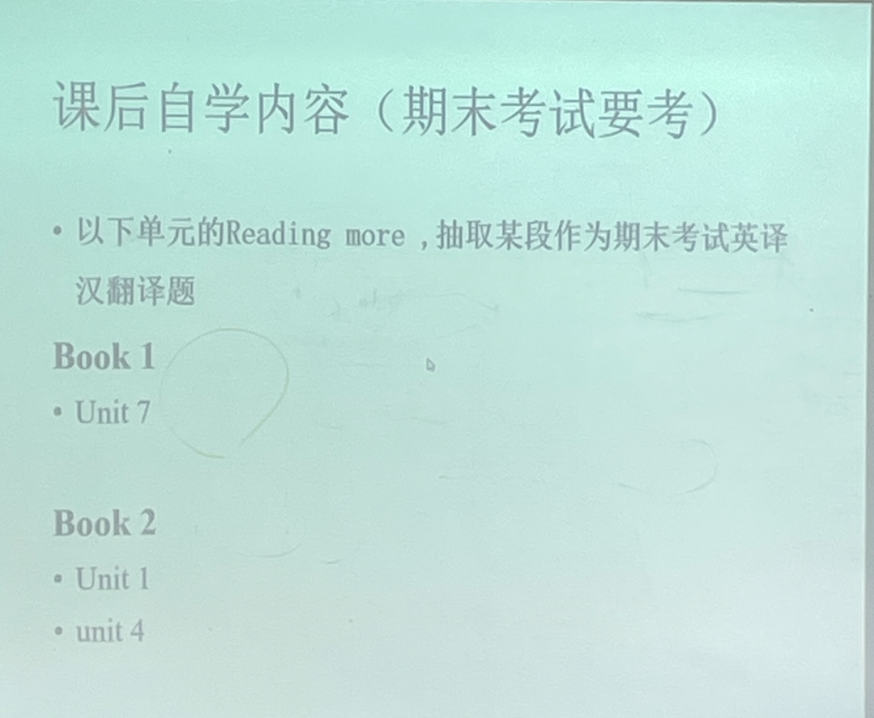 课后自学内容（期末考试要考）
• 以下单元的Reading more ,抽取某段作为期末考试英译
汉翻译题
Book 1
• Unit 7
Book 2
• Unit 1
• unit 4